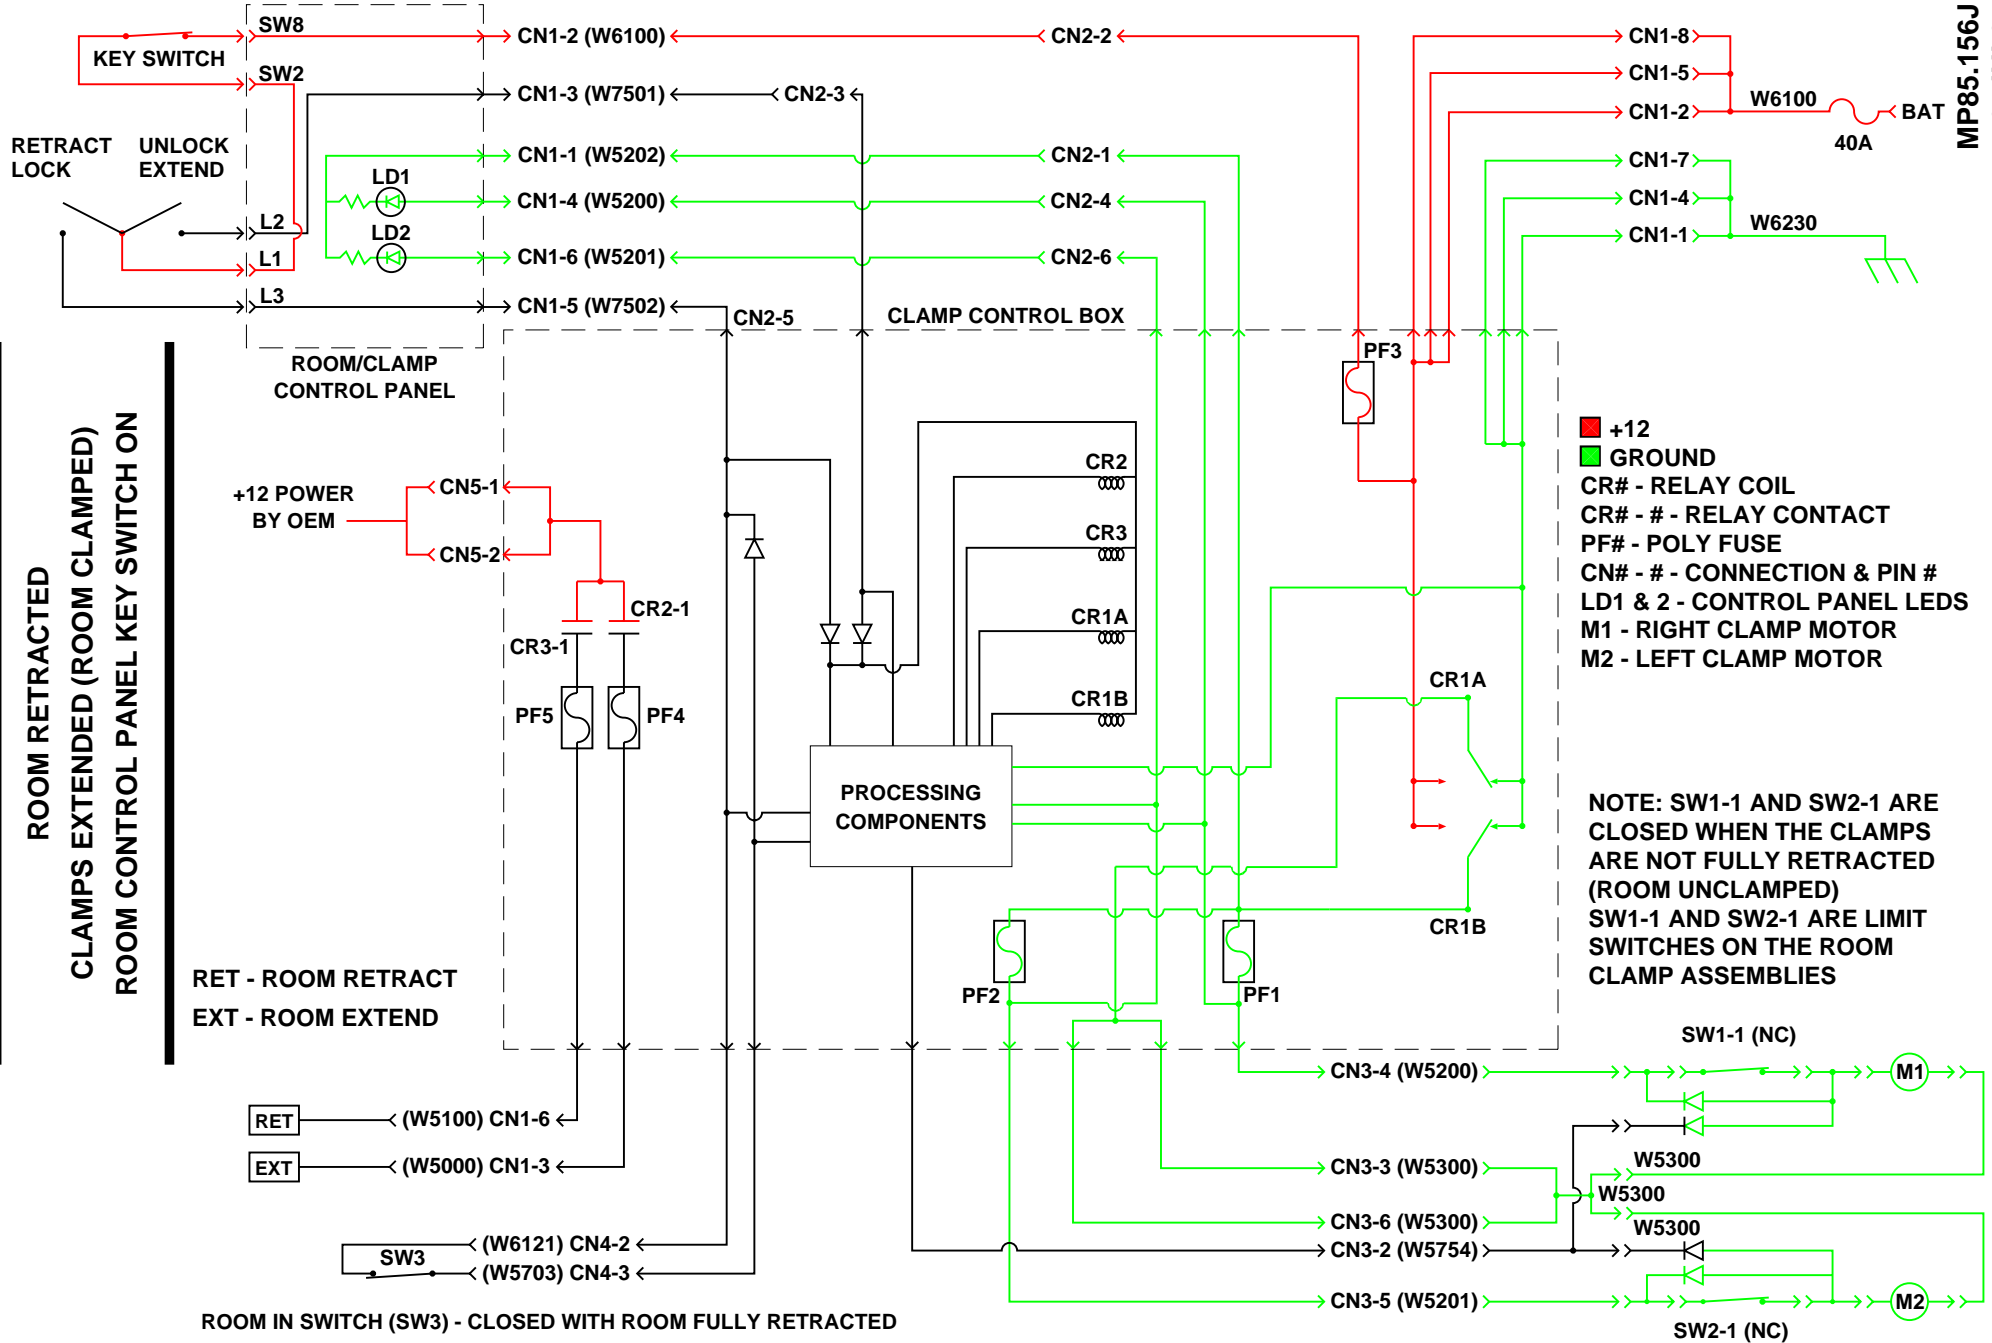 MP85.156J
SW8
KEY SWITCH
SW2
CN1-2 (W6100)
CN2-2
CN1-8
CN1-5
CN1-2
W6100
BAT
40A
CN1-3 (W7501)
CN2-3
RETRACT
LOCK
UNLOCK
EXTEND
CN1-1 (W5202)
CN2-1
CN1-7
LD1
CN1-4 (W5200)
CN2-4
CN1-4
L2
LD2
W6230
CN1-1
L1
CN1-6 (W5201)
CN2-6
L3
CN1-5 (W7502)
CN2-5
CLAMP CONTROL BOX
ROOM/CLAMP
CONTROL PANEL
PF3
ROOM RETRACTED
CLAMPS EXTENDED (ROOM CLAMPED)
ROOM CONTROL PANEL KEY SWITCH ON
+12 POWER
BY OEM
CN5-1
CN5-2
CR2
CR3
CR1A
CR1B
CR2-1
CR3-1
PF5
PF4
+12
GROUND
CR# - RELAY COIL
CR# - # - RELAY CONTACT
PF# - POLY FUSE
CN# - # - CONNECTION & PIN #
LD1 & 2 - CONTROL PANEL LEDS
M1 - RIGHT CLAMP MOTOR
M2 - LEFT CLAMP MOTOR
CR1A
PROCESSING
COMPONENTS
CR1B
NOTE: SW1-1 AND SW2-1 ARE
CLOSED WHEN THE CLAMPS
ARE NOT FULLY RETRACTED
(ROOM UNCLAMPED)
SW1-1 AND SW2-1 ARE LIMIT
SWITCHES ON THE ROOM
CLAMP ASSEMBLIES
RET - ROOM RETRACT
EXT - ROOM EXTEND
PF2
PF1
SW1-1 (NC)
CN3-4 (W5200)
M1
RET
(W5100) CN1-6
EXT
(W5000) CN1-3
CN3-3 (W5300)
W5300
W5300
CN3-6 (W5300)
W5300
CN3-2 (W5754)
SW3
(W6121) CN4-2
(W5703) CN4-3
CN3-5 (W5201)
M2
SW2-1 (NC)
ROOM IN SWITCH (SW3) - CLOSED WITH ROOM FULLY RETRACTED